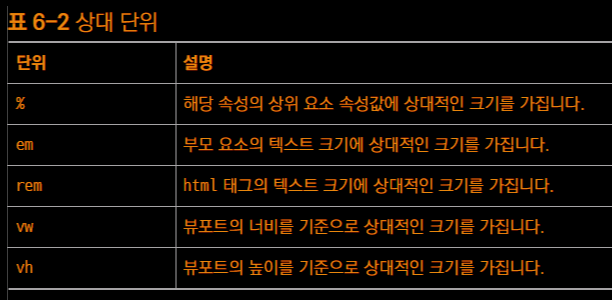 표 6-2 상대 단위
단위 설명
% 해당 속성의 상위 요소 속성값에 상대적인 크기를 가집니다.
em 부모 요소의 텍스트 크기에 상대적인 크기를 가집니다.
rem html 태그의 텍스트 크기에 상대적인 크기를 가집니다.
vw 뷰포트의 너비를 기준으로 상대적인 크기를 가집니다.
vh 뷰포트의 높이를 기준으로 상대적인 크기를 가집니다.